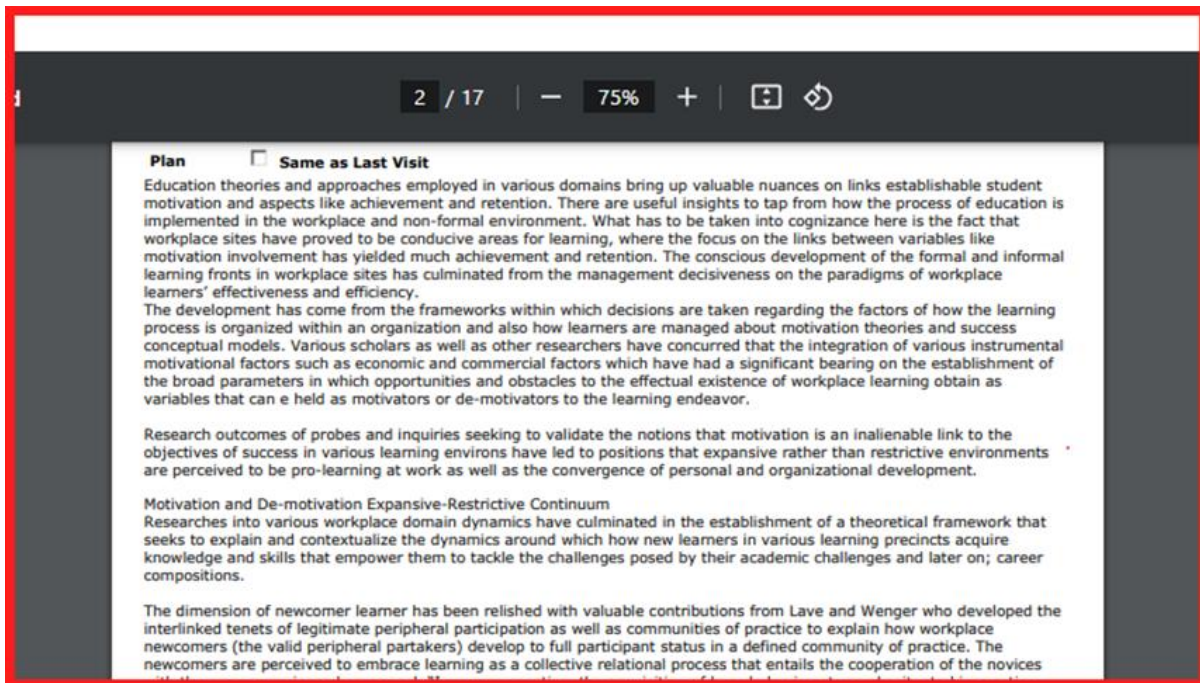 2 / 17 | − 75% + |
Plan Same as Last Visit
Education theories and approaches employed in various domains bring up valuable nuances on links establishable student
motivation and aspects like achievement and retention. There are useful insights to tap from how the process of education is
implemented in the workplace and non-formal environment. What has to be taken into cognizance here is the fact that
workplace sites have proved to be conducive areas for learning, where the focus on the links between variables like
motivation involvement has yielded much achievement and retention. The conscious development of the formal and informal
learning fronts in workplace sites has culminated from the management decisiveness on the paradigms of workplace
learners' effectiveness and efficiency.
The development has come from the frameworks within which decisions are taken regarding the factors of how the learning
process is organized within an organization and also how learners are managed about motivation theories and success
conceptual models. Various scholars as well as other researchers have concurred that the integration of various instrumental
motivational factors such as economic and commercial factors which have had a significant bearing on the establishment of
the broad parameters in which opportunities and obstacles to the effectual existence of workplace learning obtain as
variables that can e held as motivators or de-motivators to the learning endeavor.
Research outcomes of probes and inquiries seeking to validate the notions that motivation is an inalienable link to the
objectives of success in various learning environs have led to positions that expansive rather than restrictive environments
are perceived to be pro-learning at work as well as the convergence of personal and organizational development.
Motivation and De-motivation Expansive-Restrictive Continuum
Researches into various workplace domain dynamics have culminated in the establishment of a theoretical framework that
seeks to explain and contextualize the dynamics around which how new learners in various learning precincts acquire
knowledge and skills that empower them to tackle the challenges posed by their academic challenges and later on; career
compositions.
The dimension of newcomer learner has been relished with valuable contributions from Lave and Wenger who developed the
interlinked tenets of legitimate peripheral participation as well as communities of practice to explain how workplace
newcomers (the valid peripheral partakers) develop to full participant status in a defined community of practice. The
newcomers are perceived to embrace learning as a collective relational process that entails the cooperation of the novices